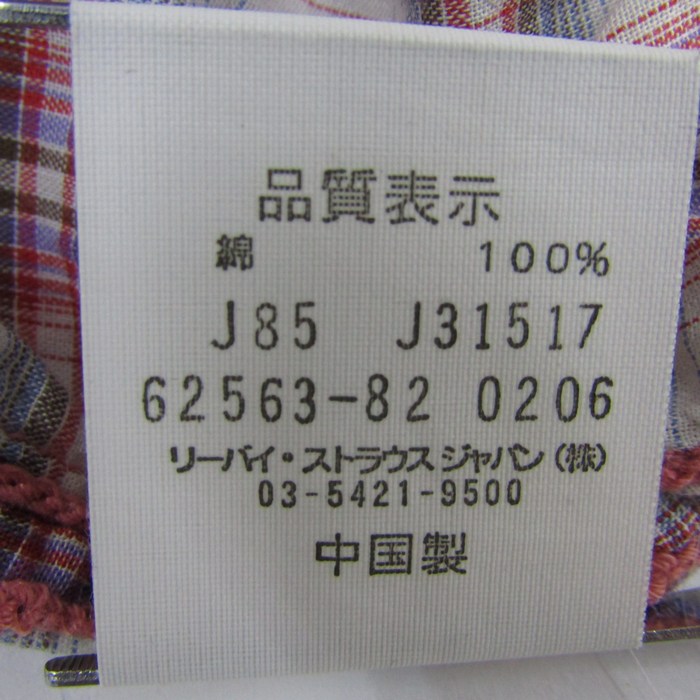 品質表示
綿 100%
J85 J31517
62563-82 0206
リーバイ・ストラウス ジャパン(株)
03-5421-9500
中国製